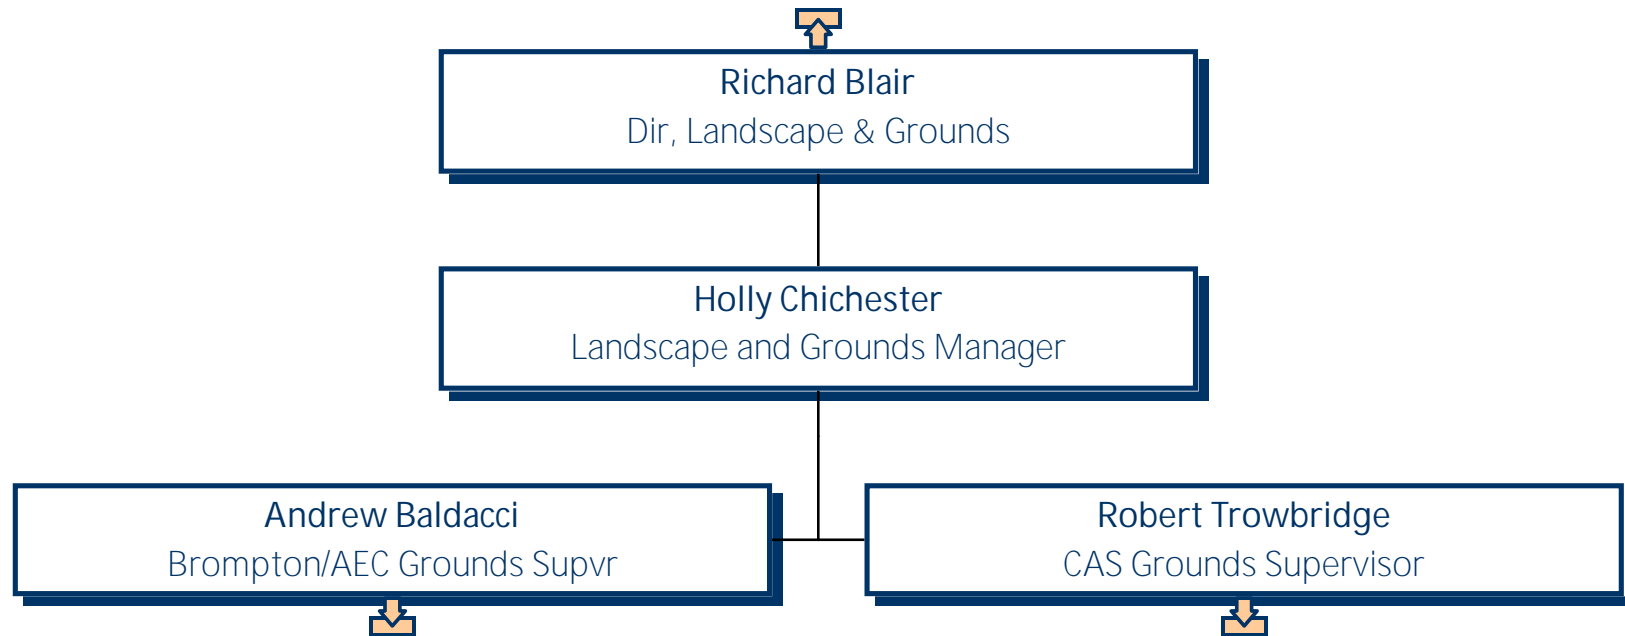 Richard Blair
Dir, Landscape & Grounds
Holly Chichester
Landscape and Grounds Manager
Andrew Baldacci
Brompton/AEC Grounds Supvr
Robert Trowbridge
CAS Grounds Supervisor